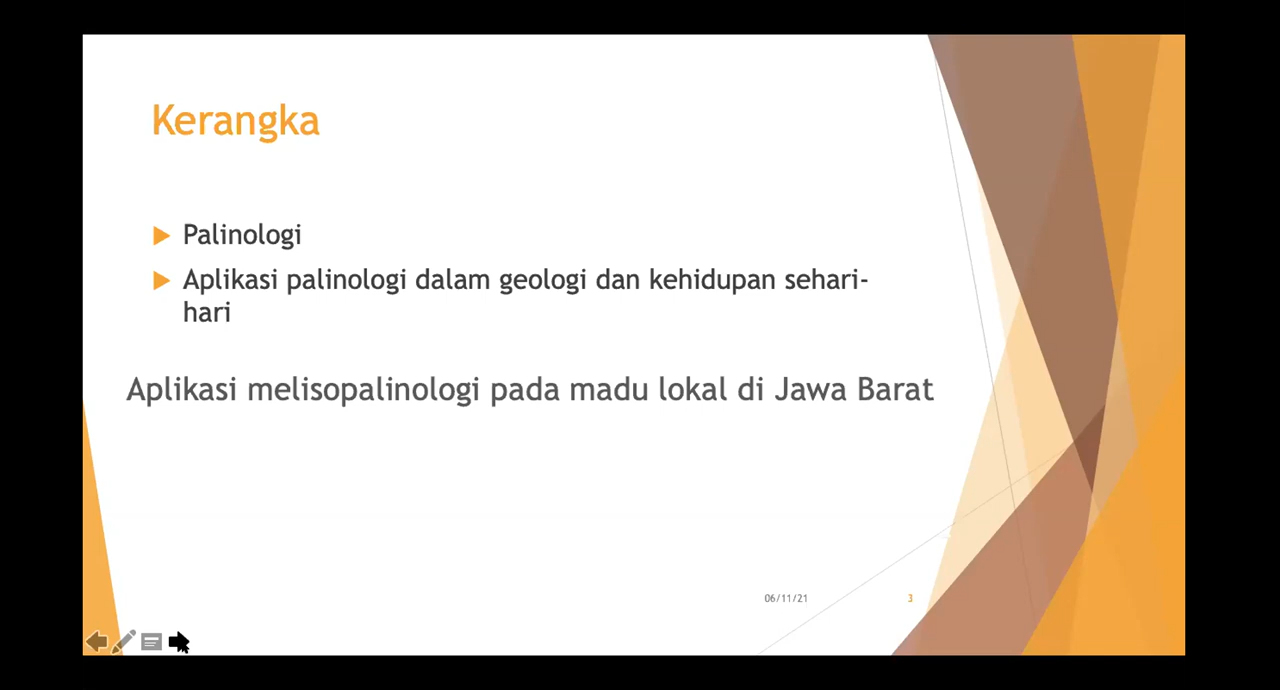 Kerangka
Palinologi
Aplikasi palinologi dalam geologi dan kehidupan sehari-
hari
Aplikasi melisopalinologi pada madu lokal di Jawa Barat
06/11/21
3